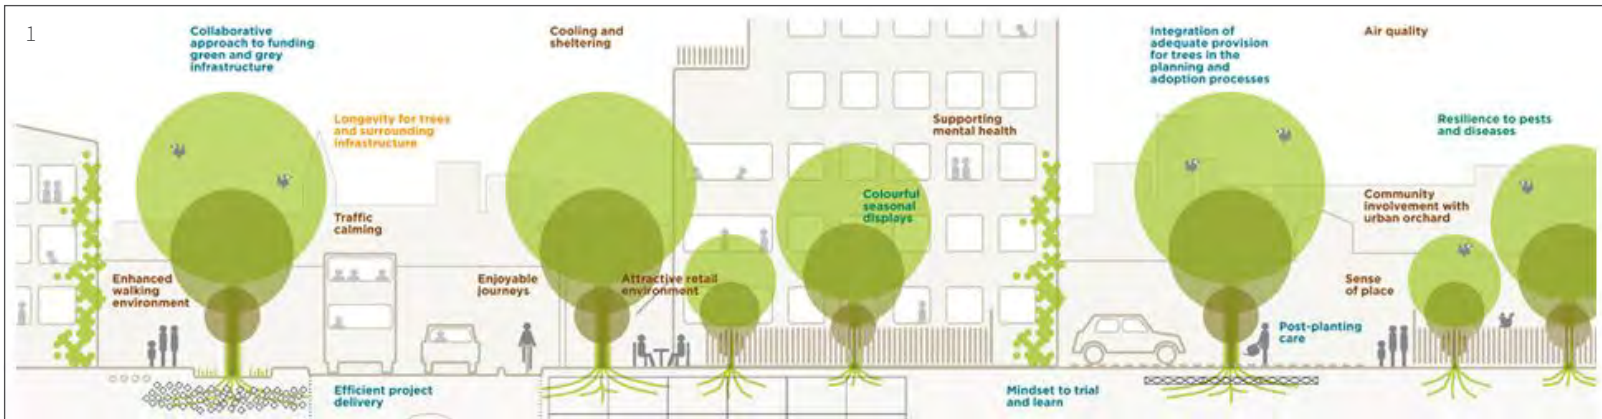 1
Collaborative
approach to funding
green and grey
infrastructure
Cooling and
sheltering
Integration of
adequate provision
for trees in the
planning and
adoption processes
Air quality
Longevity for trees
and surrounding
infrastructure
Supporting
mental health
Resilience to pests
and diseases
Traffic
calming
Colourful
seasonal
displays
Community
involvement with
urban orchard
Enhanced
walking
environment
Enjoyable
journeys
Attractive retail
environment
Sense
of place
Post-planting
care
Efficient project
delivery
Mindset to trial
and learn